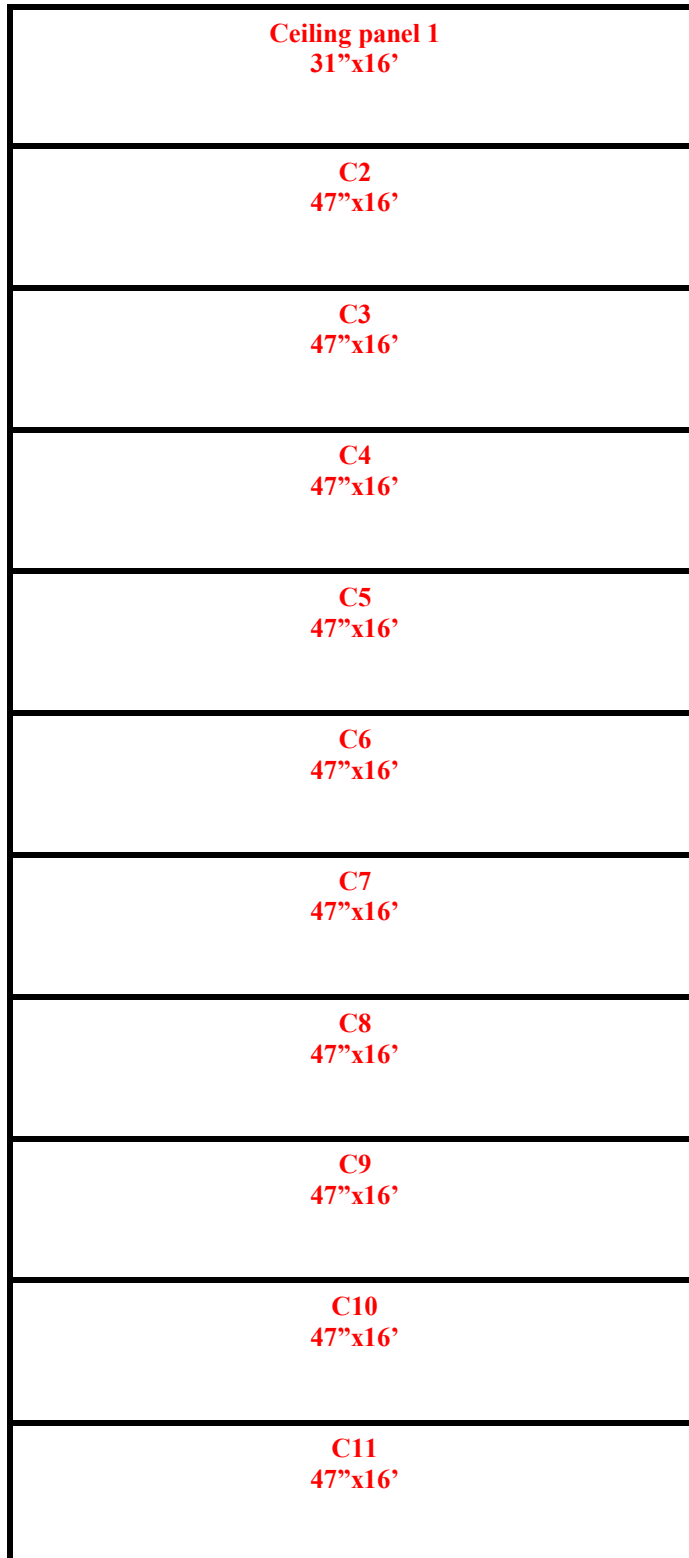 Ceiling panel 1
31”x16’
C2
47”x16’
C3
47”x16’
C4
47”x16’
C5
47”x16’
C6
47”x16’
C7
47”x16’
C8
47”x16’
C9
47”x16’
C10
47”x16’
C11
47”x16’